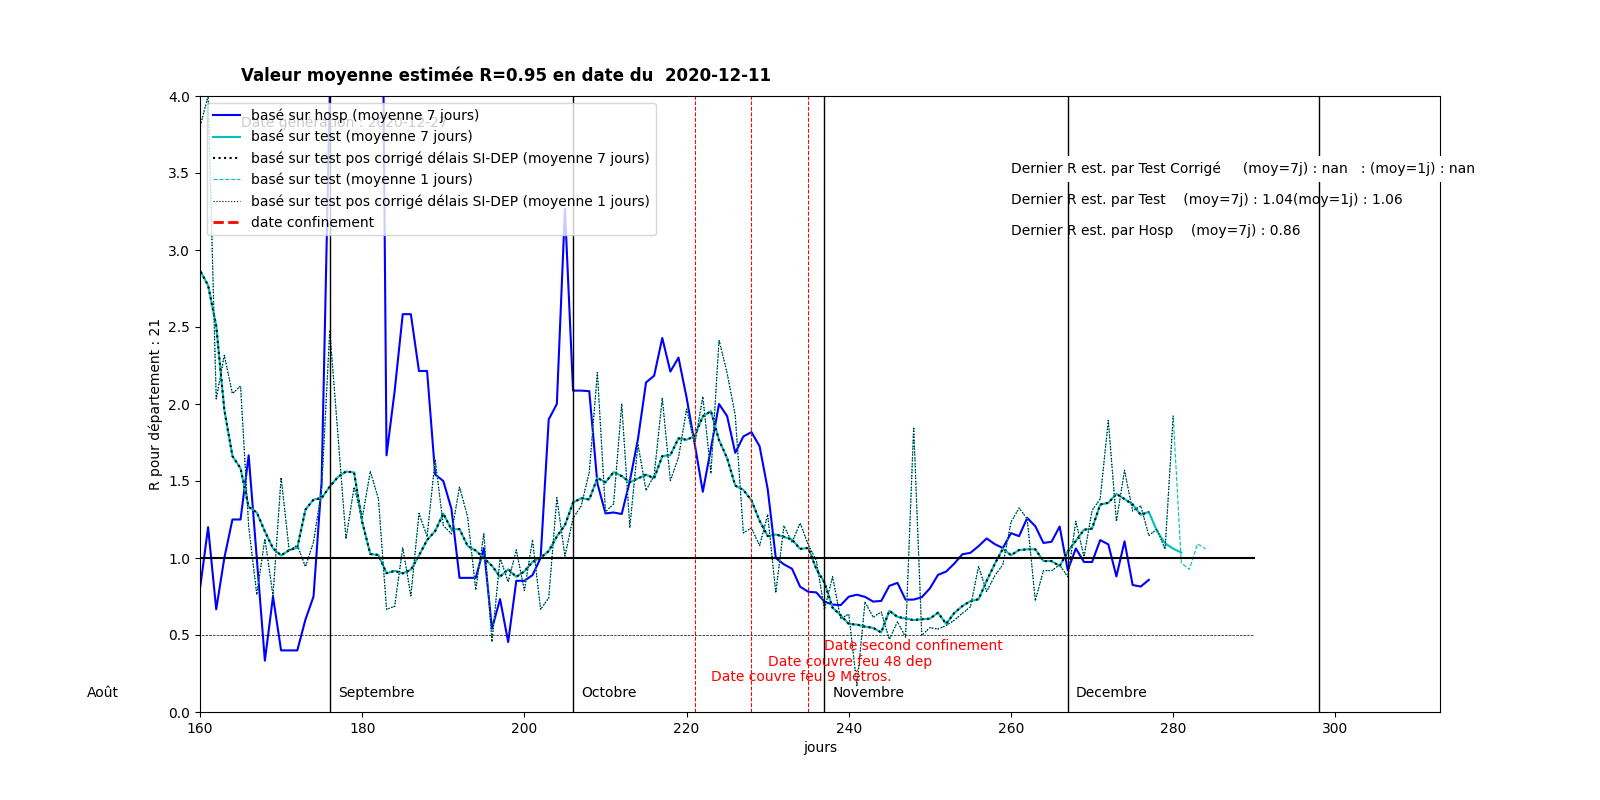 Valeur moyenne estimée R=0.95 en date du  2020-12-11
4.0
3.5
3.0
2.5
2.0
1.5
1.0
0.5
0.0
R pour département : 21
basé sur hosp (moyenne 7 jours)
basé sur test (moyenne 7 jours)
basé sur test pos corrigé délais SI-DEP (moyenne 7 jours)
basé sur test (moyenne 1 jours)
basé sur test pos corrigé délais SI-DEP (moyenne 1 jours)
date confinement
Dernier R est. par Test Corrigé     (moy=7j) : nan   : (moy=1j) : nan
Dernier R est. par Test    (moy=7j) : 1.04(moy=1j) : 1.06
Dernier R est. par Hosp    (moy=7j) : 0.86
Date second confinement
Date couvre feu 48 dep
Date couvre feu 9 Métros.
Août
Septembre
Octobre
Novembre
Decembre
160
180
200
220
240
260
280
300
jours